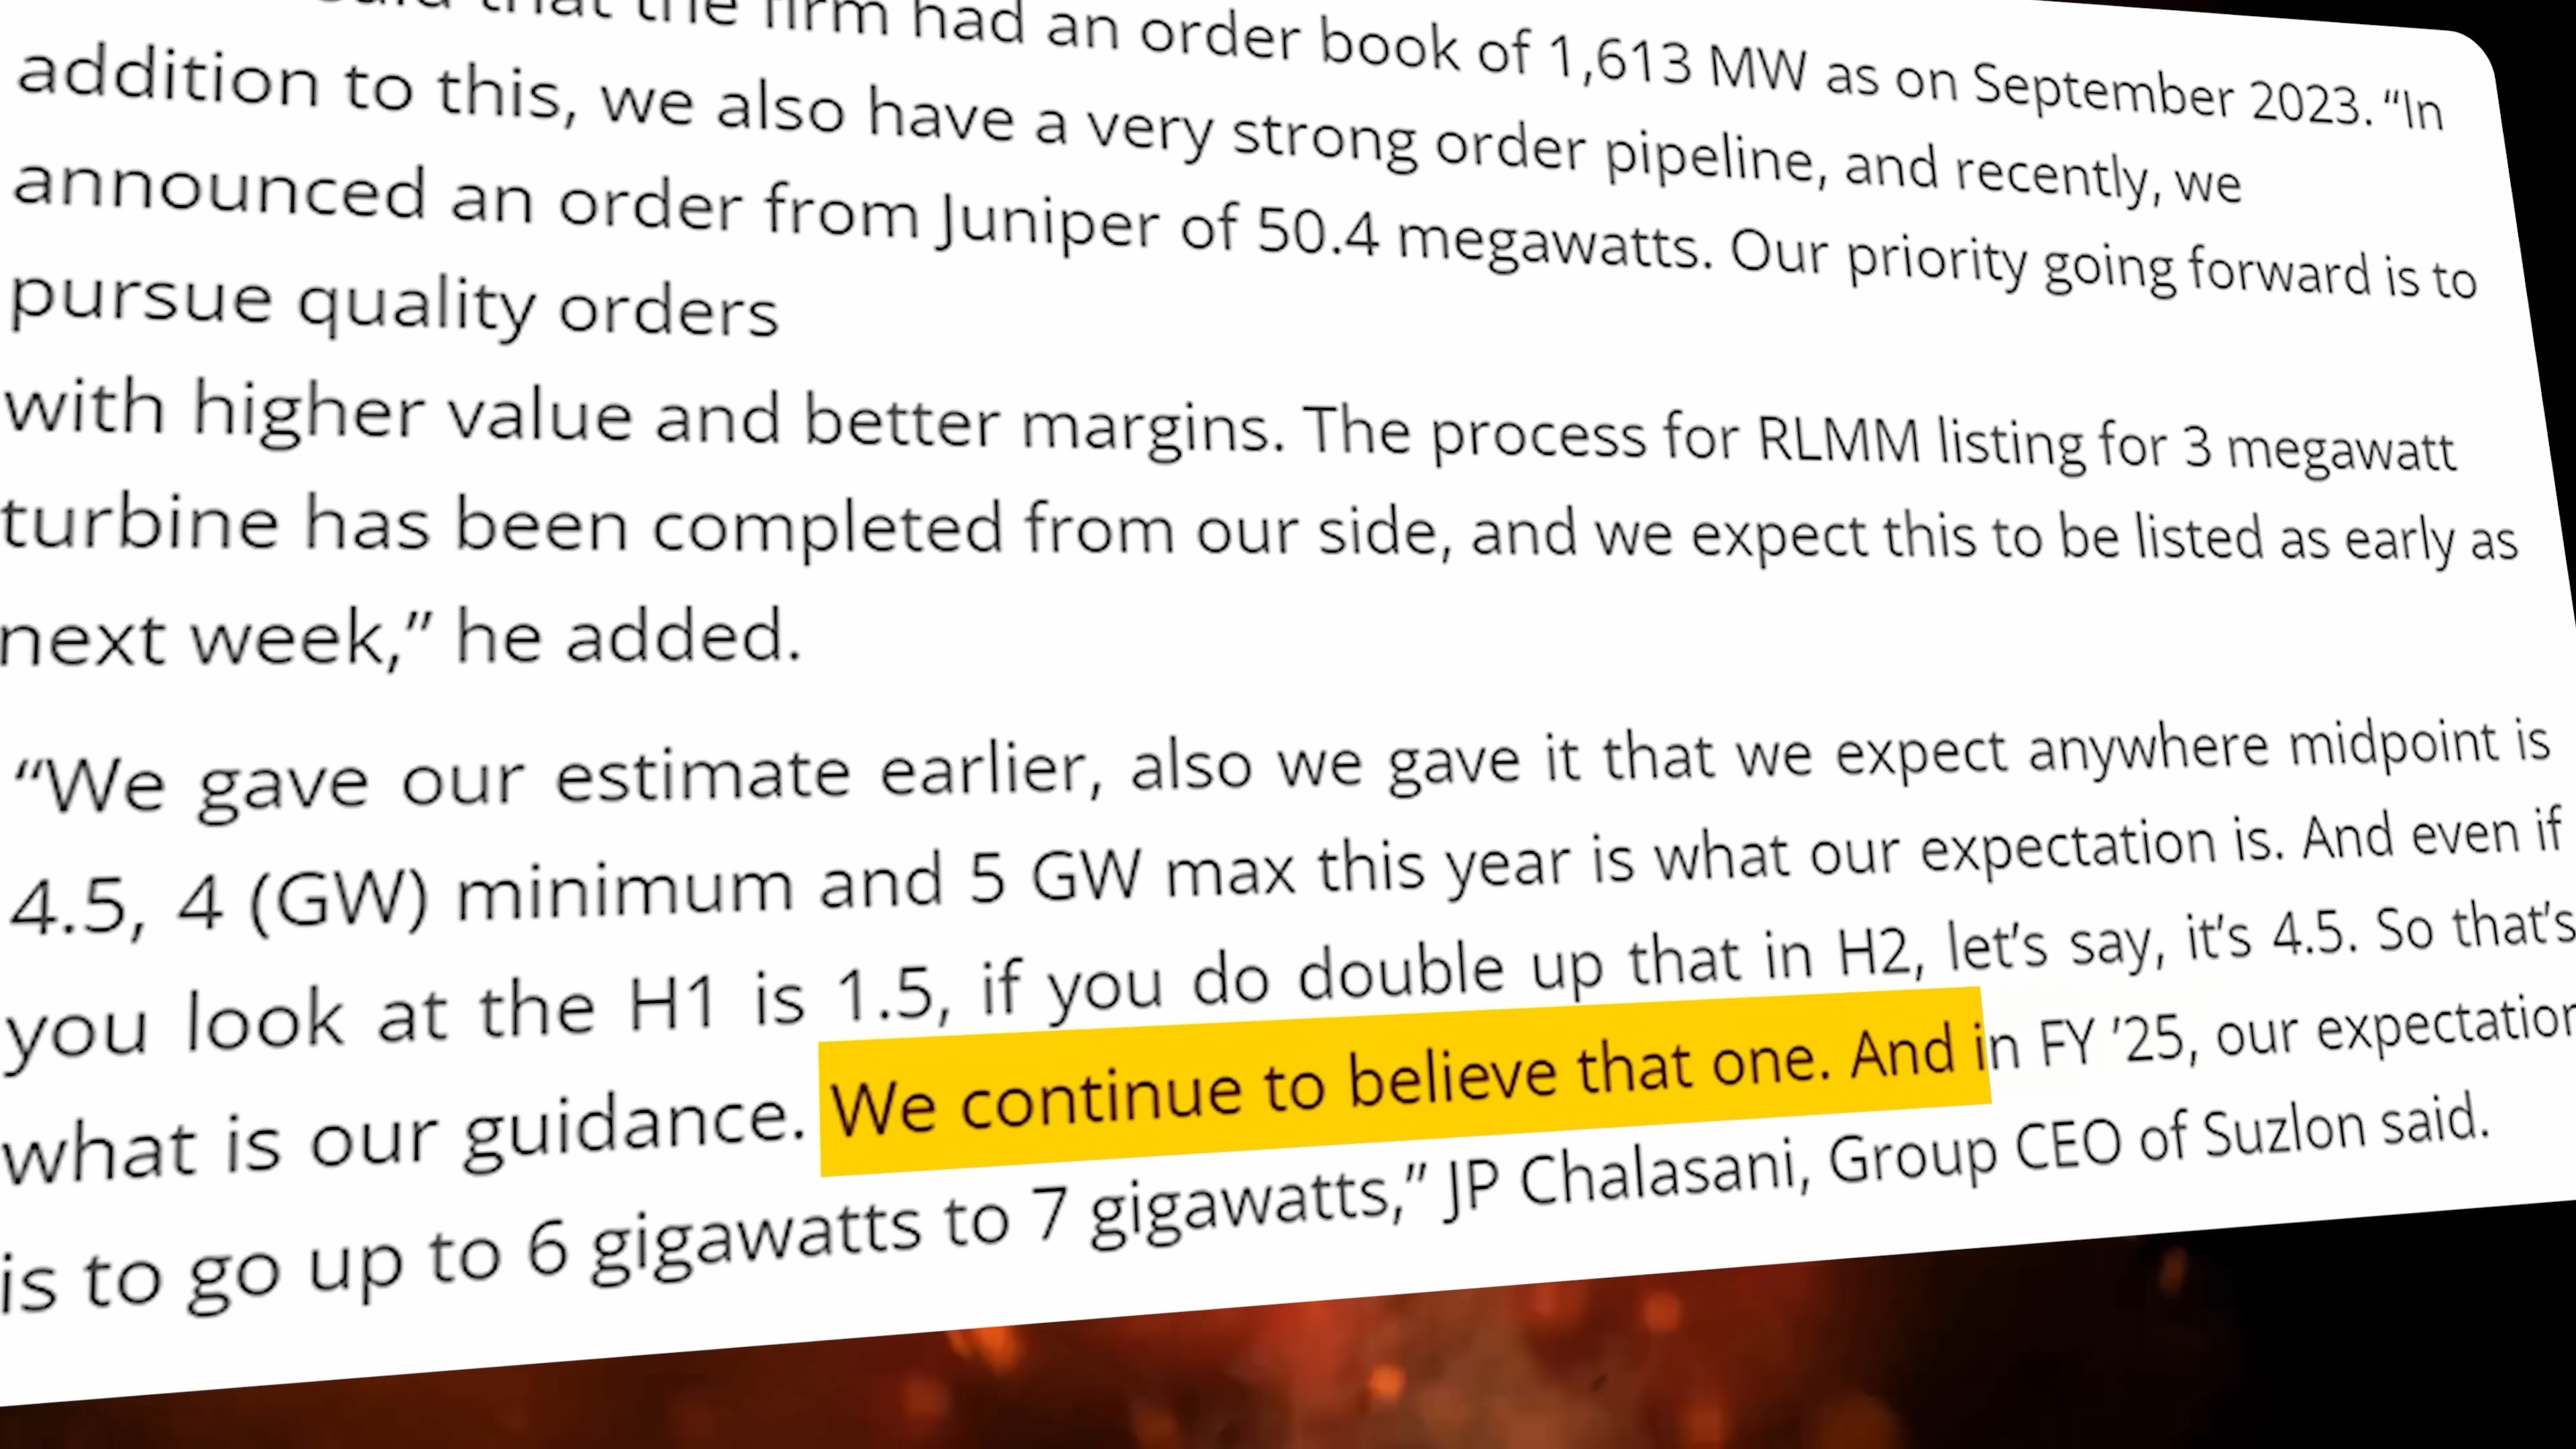 said that the firm had an order book of 1,613 MW as on September 2023. “In
addition to this, we also have a very strong order pipeline, and recently, we
announced an order from Juniper of 50.4 megawatts. Our priority going forward is to
pursue quality orders
with higher value and better margins. The process for RLMM listing for 3 megawatt
turbine has been completed from our side, and we expect this to be listed as early as
next week,” he added.
“We gave our estimate earlier, also we gave it that we expect anywhere midpoint is
4.5, 4 (GW) minimum and 5 GW max this year is what our expectation is. And even if
you look at the H1 is 1.5, if you do double up that in H2, let’s say, it’s 4.5. So that’s
what is our guidance. We continue to believe that one. And in FY ’25, our expectation
is to go up to 6 gigawatts to 7 gigawatts,” JP Chalasani, Group CEO of Suzlon said.